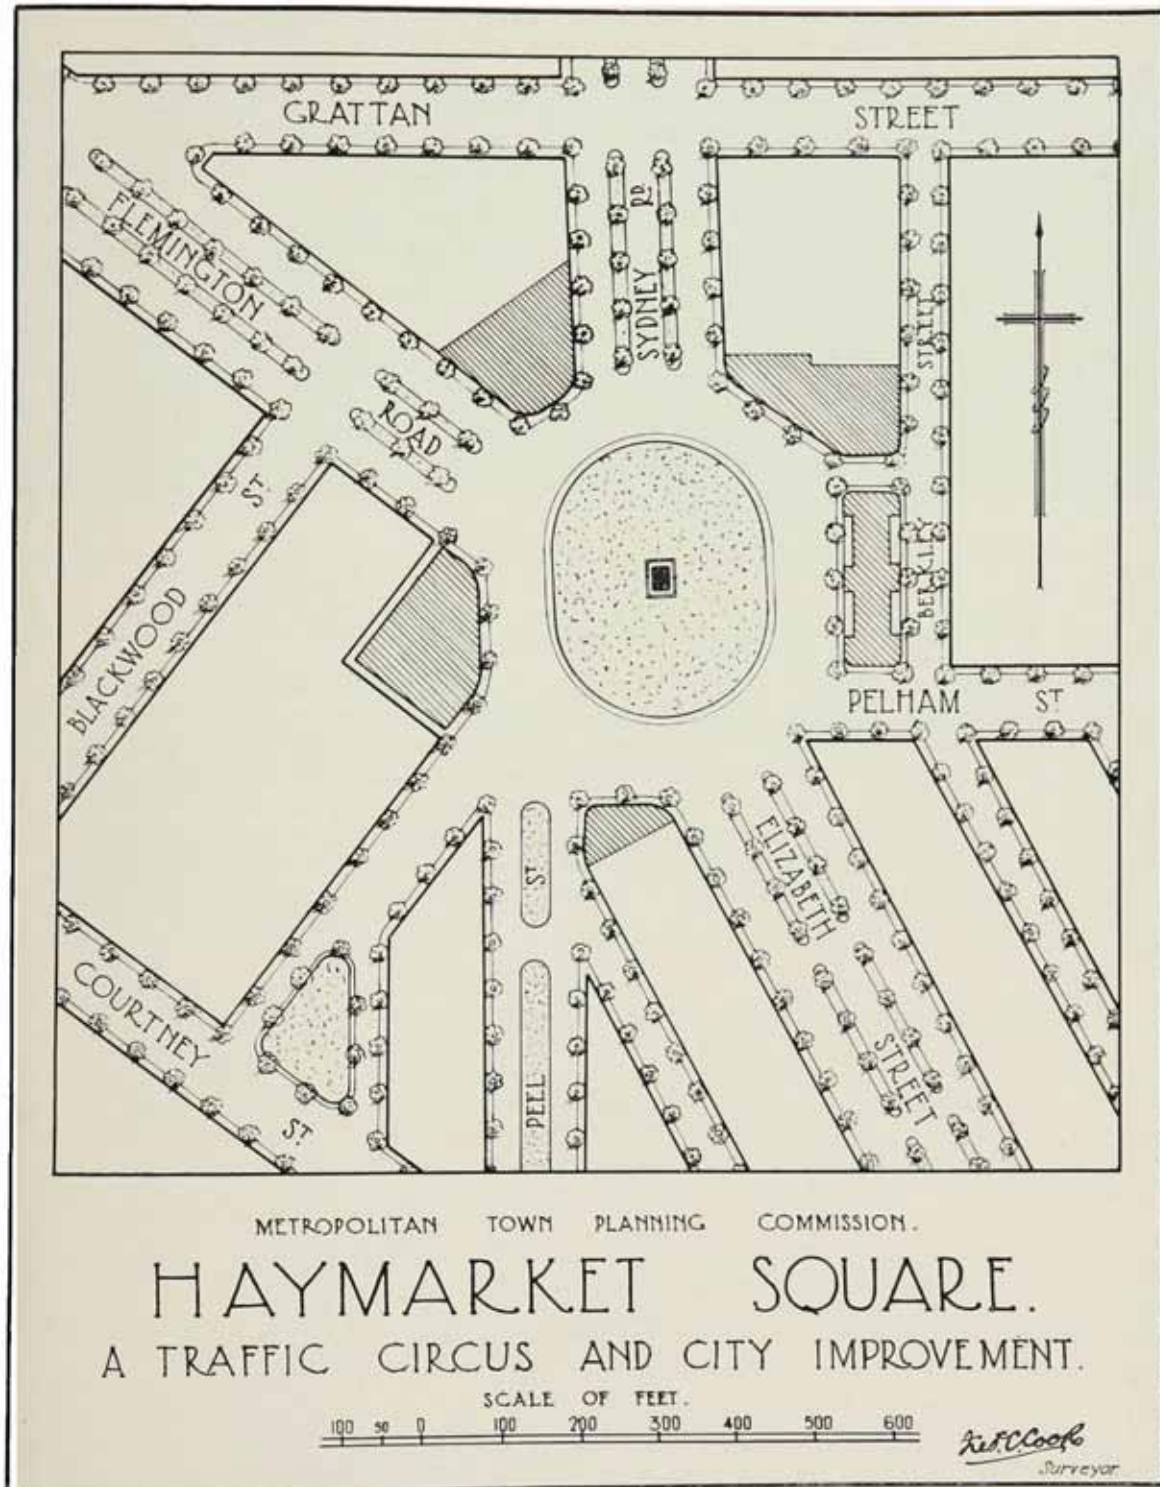 GRATTAN STREET
FLEMINGTON
ROAD
SYDNEY RD
STREET
BERKELEY
BLACKWOOD ST
PELHAM ST
ELIZABETH
STREET
ST
PEEL
COURTNEY
ST
METROPOLITAN TOWN PLANNING COMMISSION.
HAYMARKET SQUARE.
A TRAFFIC CIRCUS AND CITY IMPROVEMENT.
SCALE OF FEET.
100 50 0 100 200 300 400 500 600
Surveyor